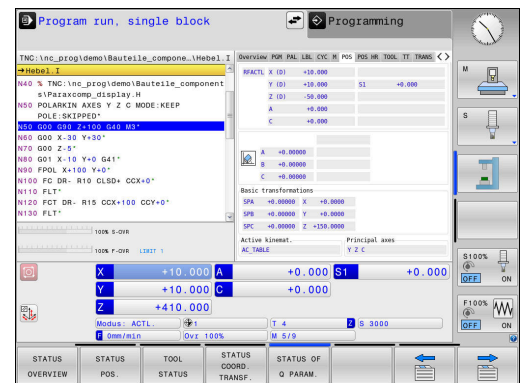 Program run, single block
Programming
TNC:\nc_prog\demo\Bauteile_compone...\Hebel.I
→Hebel.I
N40 % TNC:\nc_prog\demo\Bauteile_component
s\Paraxcomp_display.H
N50 POLARKIN AXES Y Z C MODE:KEEP
POLE:SKIPPED*
N50 G00 G90 Z+100 G40 M3*
N60 G00 X-30 Y+30*
N70 G00 Z-5*
N80 G01 X-10 Y+0 G41*
N90 FPOL X+100 Y+0*
N100 FC DR- R10 CLSD+ CCX+0*
N110 FLT*
N120 FCT DR- R15 CCX+100 CCY+0*
N130 FLT*
100% S-OVR
100% F-OVR LIMIT 1
Overview PGM PAL LBL CYC M POS POS HR TOOL TT TRANS
RFACTL X (D) +10.000
Y (D) +10.000 S1 +0.000
Z (D) -50.000
A +0.000
C +0.000
A +0.00000
B +0.00000
C +0.00000
Basic transformations
SPA +0.00000 X +0.0000
SPB +0.00000 Y +0.0000
SPC +0.00000 Z +150.0000
Active kinemat. Principal axes
AC_TABLE Y Z C
X +10.000 A +0.000 S1 +0.000
Y +10.000 C +0.000
Z +410.000
Modus: ACTL. 1 T 4 Z S 3000
F 0mm/min Ovr 100% M 5/9
M
S
S100%
OFF ON
F100%
OFF ON
STATUS OVERVIEW
STATUS POS.
TOOL STATUS
STATUS COORD. TRANSF.
STATUS OF Q PARAM.